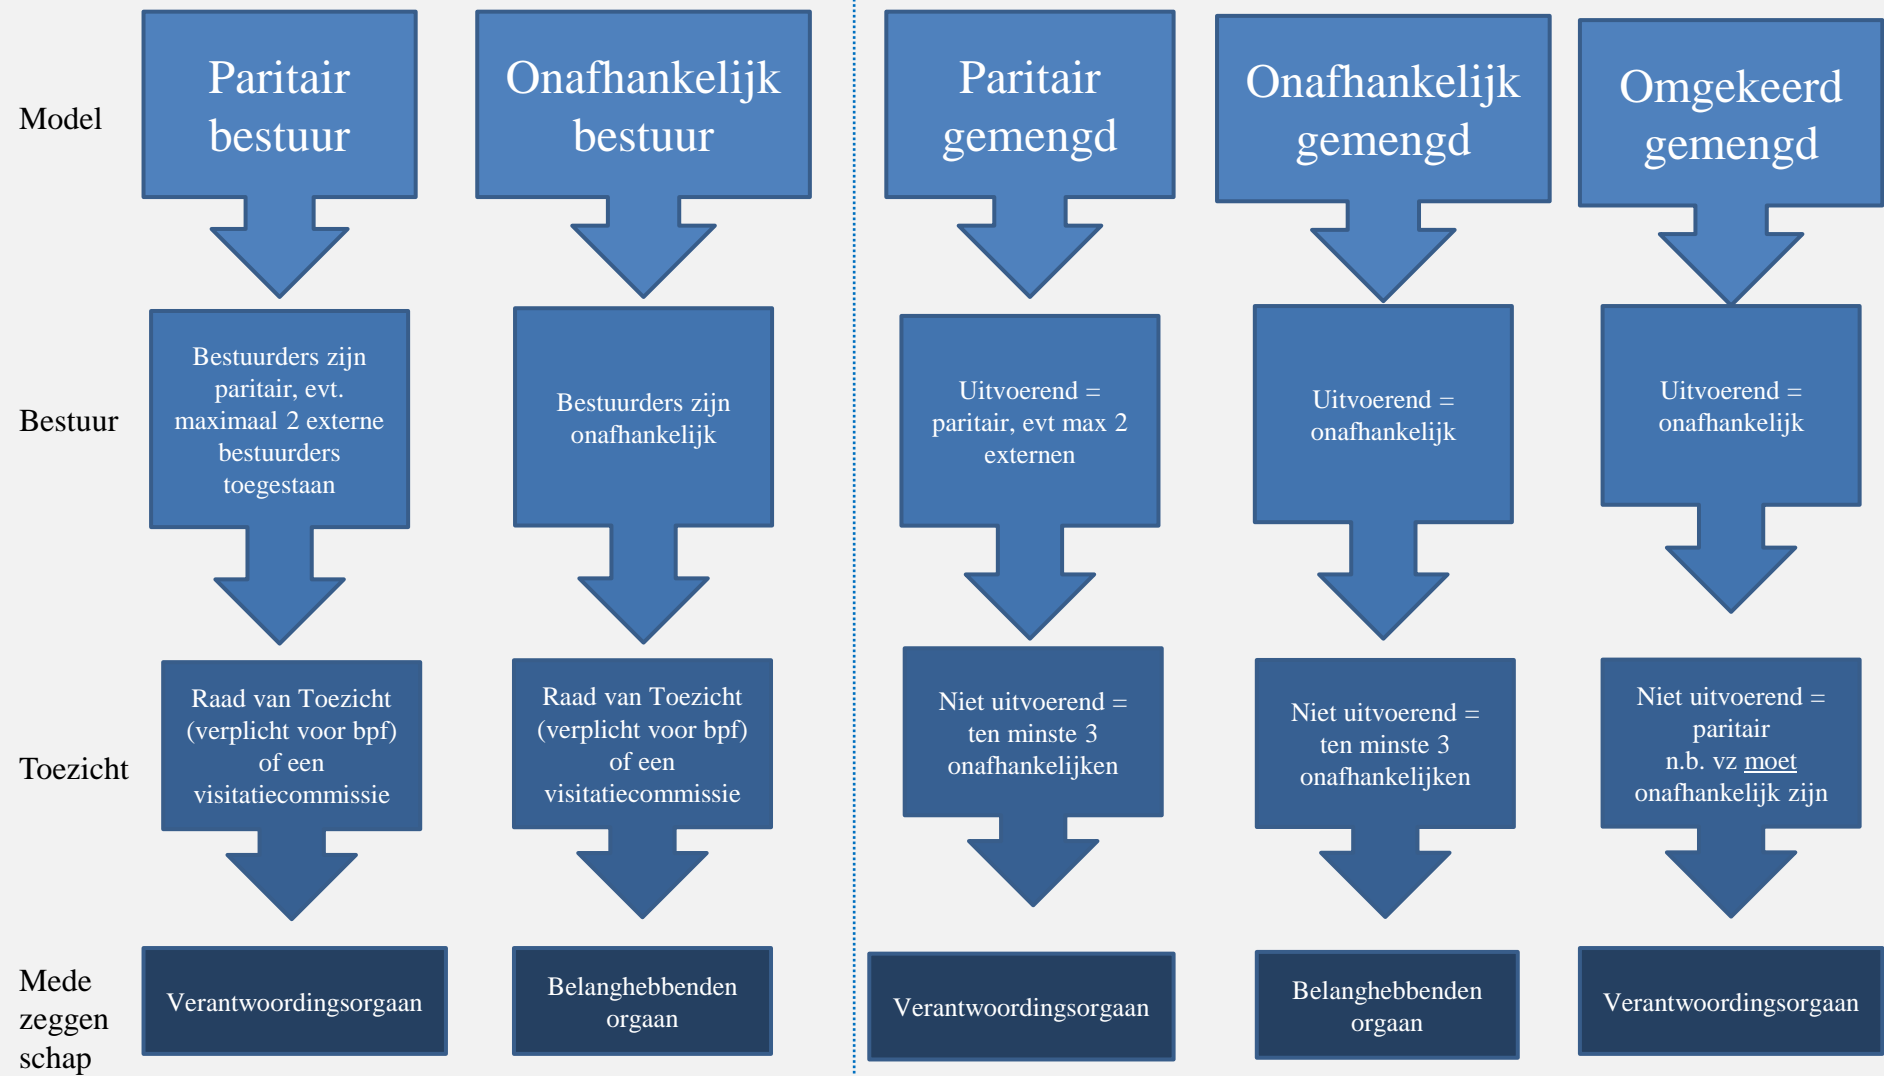 Model
Paritair
bestuur
Onafhankelijk
bestuur
Paritair
gemengd
Onafhankelijk
gemengd
Omgekeerd
gemengd
Bestuur
Bestuurders zijn
paritair, evt.
maximaal 2 externe
bestuurders
toegestaan
Bestuurders zijn
onafhankelijk
Uitvoerend =
paritair, evt max 2
externen
Uitvoerend =
onafhankelijk
Uitvoerend =
onafhankelijk
Toezicht
Raad van Toezicht
(verplicht voor bpf)
of een
visitatiecommissie
Raad van Toezicht
(verplicht voor bpf)
of een
visitatiecommissie
Niet uitvoerend =
ten minste 3
onafhankelijken
Niet uitvoerend =
ten minste 3
onafhankelijken
Niet uitvoerend =
paritair
n.b. vz moet
onafhankelijk zijn
Mede
zeggen
schap
Verantwoordingsorgaan
Belanghebbenden
orgaan
Verantwoordingsorgaan
Belanghebbenden
orgaan
Verantwoordingsorgaan